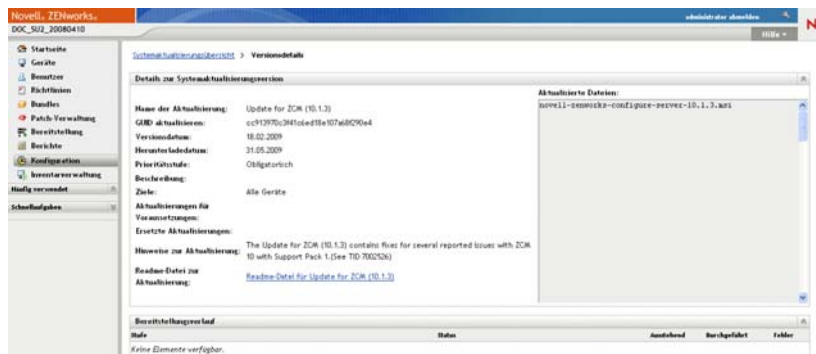 Novell. ZENworks.
administrator abmelden
DOC_SU2_20080410
Hilfe
N
Startseite
Geräte
Benutzer
Richtlinien
Bundles
Patch-Verwaltung
Bereitstellung
Berichte
Konfiguration
Inventarverwaltung
Häufig verwendet
Schnellaufgaben
Systemaktualisierungsübersicht > Versionsdetails
Details zur Systemaktualisierungsversion
Name der Aktualisierung: Update for ZCM (10.1.3)
GUID aktualisieren:
Versionsdatum: 18.02.2009
Herunterladedatum: 31.05.2009
Prioritätsstufe: Obligatorisch
Beschreibung:
Ziele: Alle Geräte
Aktualisierungen für
Voraussetzungen:
Ersetzte Aktualisierungen:
Hinweise zur Aktualisierung: The Update for ZCM (10.1.3) contains fixes for several reported issues with ZCM
10 with Support Pack 1.(See TID 7002526)
Readme-Datei zur
Aktualisierung: Readme-Datei für Update for ZCM (10.1.3)
Aktualisierte Dateien:
novell-zenworks-configure-server-10.1.3.msi
Bereitstellungsverlauf
Stufe Status Ausstehend Durchgeführt Fehler
Keine Elemente verfügbar.